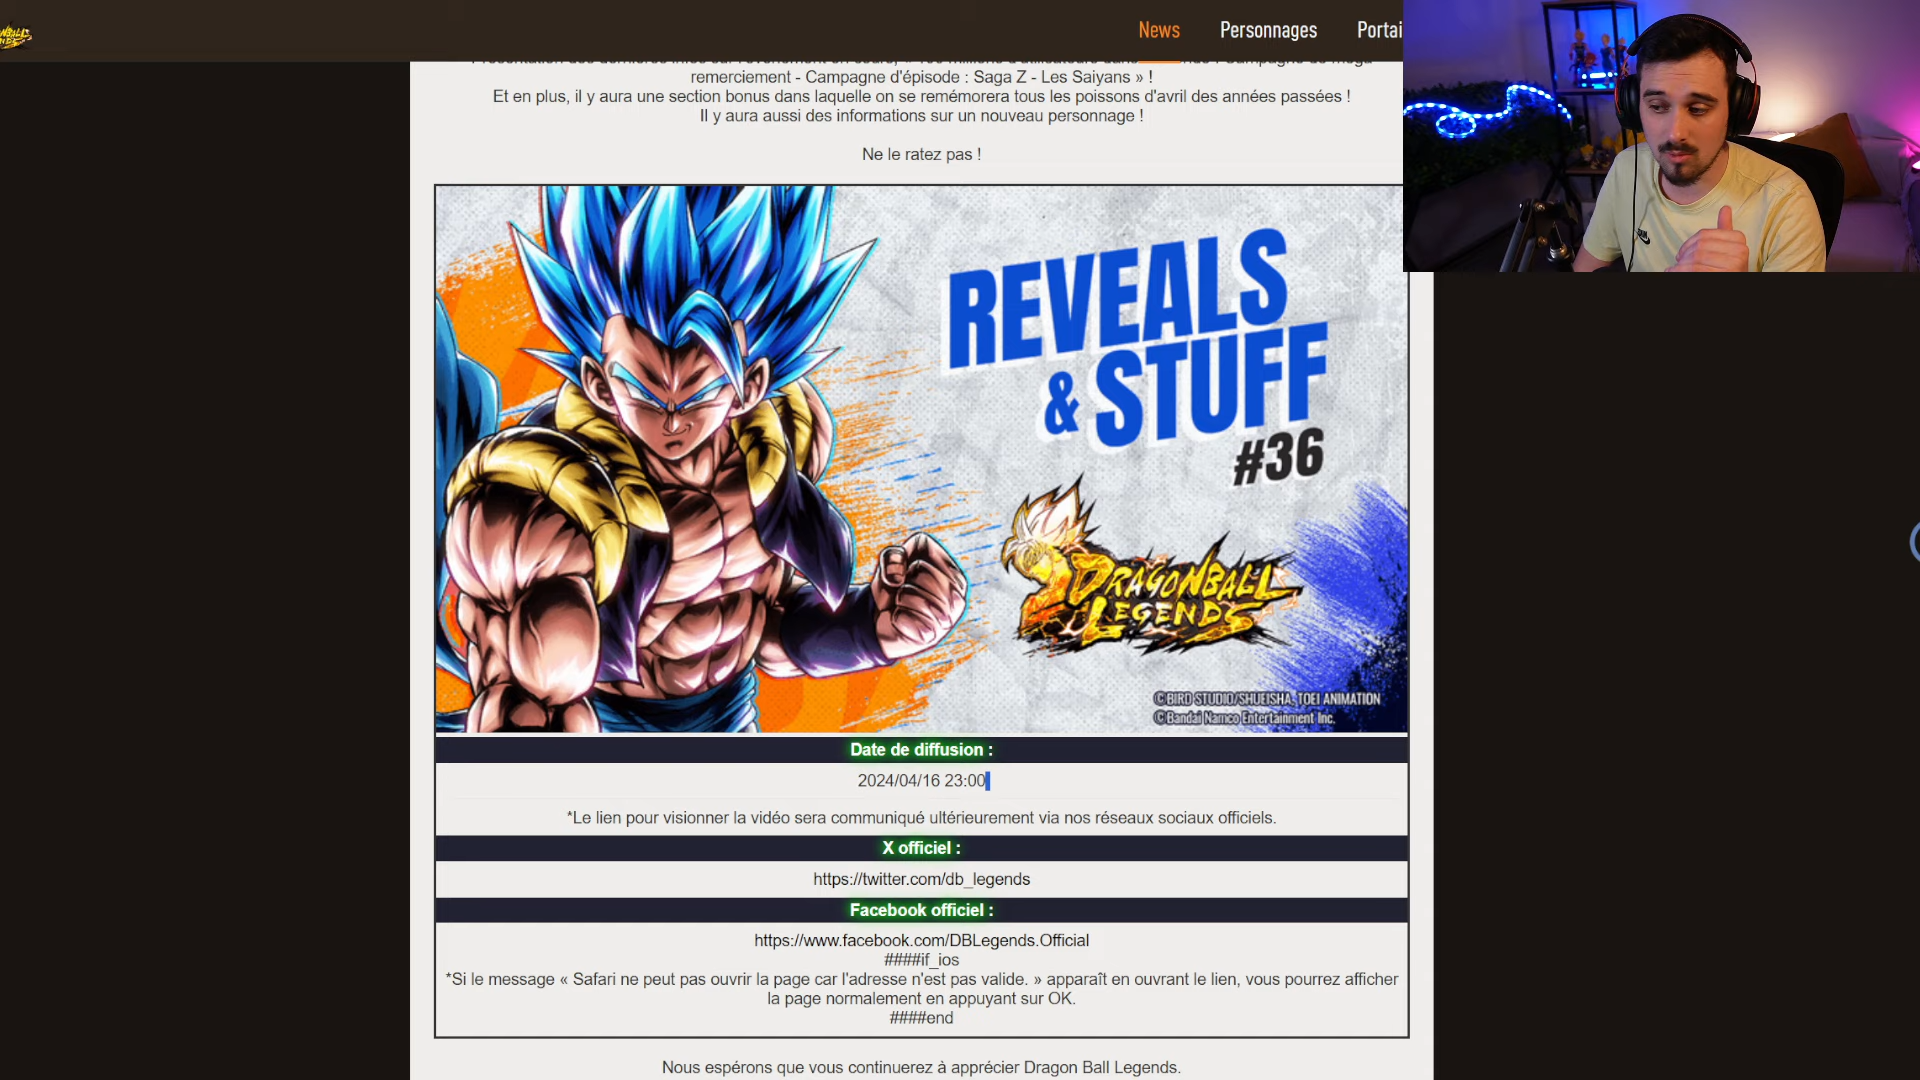 News
Personnages
Portai
remerciement - Campagne d'épisode : Saga Z - Les Saiyans » !
Et en plus, il y aura une section bonus dans laquelle on se remémorera tous les poissons d'avril des années passées !
Il y aura aussi des informations sur un nouveau personnage !
Ne le ratez pas !
REVEALS
& STUFF
#36
DRAGONBALL
LEGENDS
©BIRD STUDIO/SHUEISHA, TOEI ANIMATION
©Bandai Namco Entertainment Inc.
Date de diffusion :
2024/04/16 23:00
*Le lien pour visionner la vidéo sera communiqué ultérieurement via nos réseaux sociaux officiels.
X officiel :
https://twitter.com/db_legends
Facebook officiel :
https://www.facebook.com/DBLegends.Official
####if_ios
*Si le message « Safari ne peut pas ouvrir la page car l'adresse n'est pas valide. » apparaît en ouvrant le lien, vous pourrez afficher
la page normalement en appuyant sur OK.
####end
Nous espérons que vous continuerez à apprécier Dragon Ball Legends.